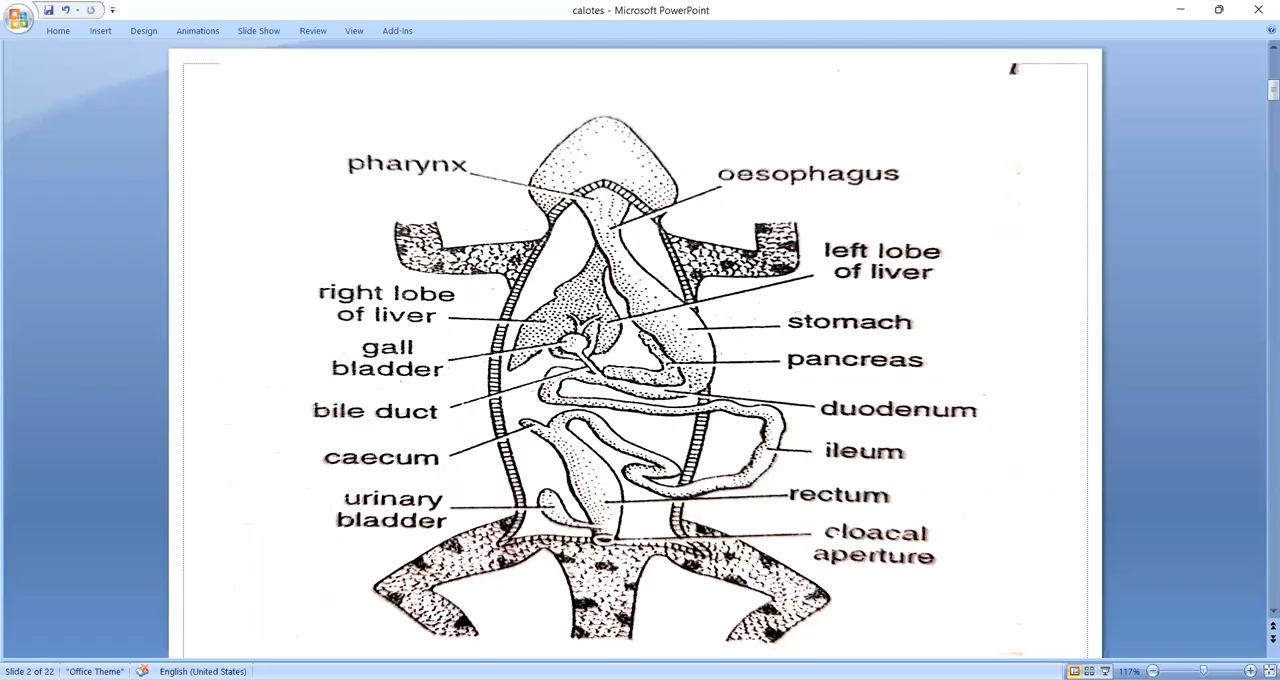 calotes - Microsoft PowerPoint
Home Insert Design Animations Slide Show Review View Add-Ins
pharynx
oesophagus
left lobe
of liver
right lobe
of liver
stomach
gall
bladder
pancreas
bile duct
duodenum
caecum
ileum
urinary
bladder
rectum
cloacal
aperture
Slide 2 of 22 "Office Theme" English (United States) 117%